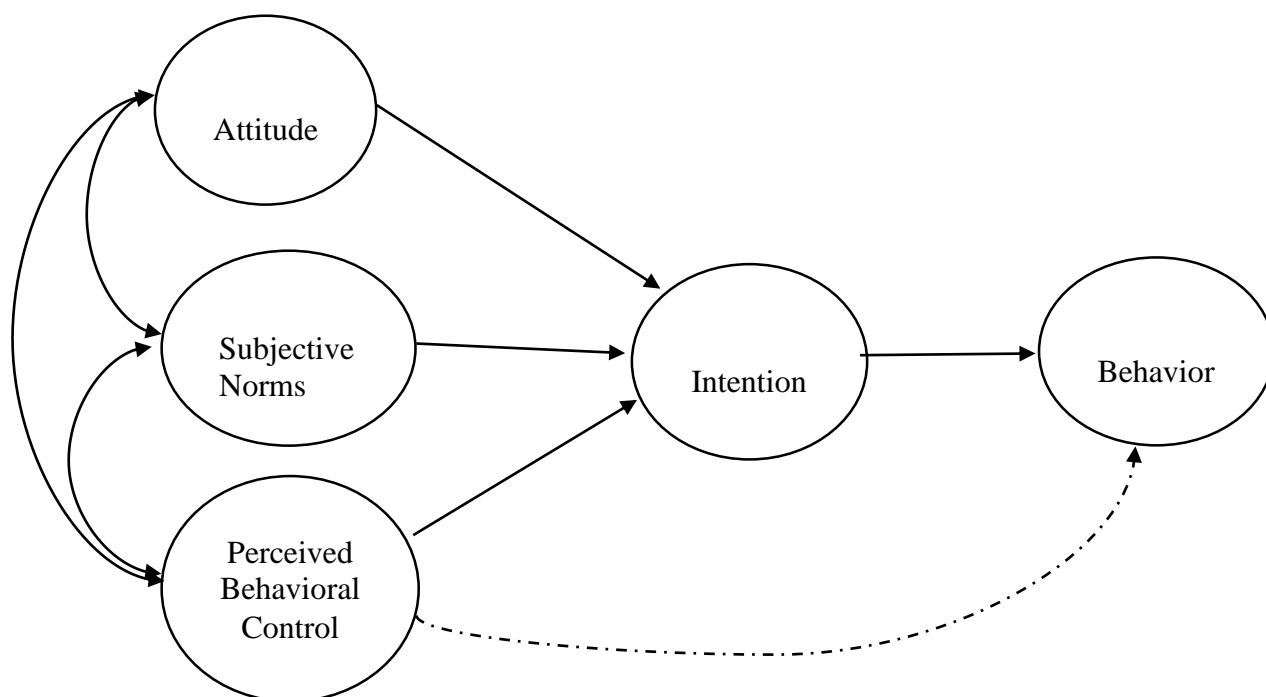 Attitude
Subjective
Norms
Perceived
Behavioral
Control
Intention
Behavior